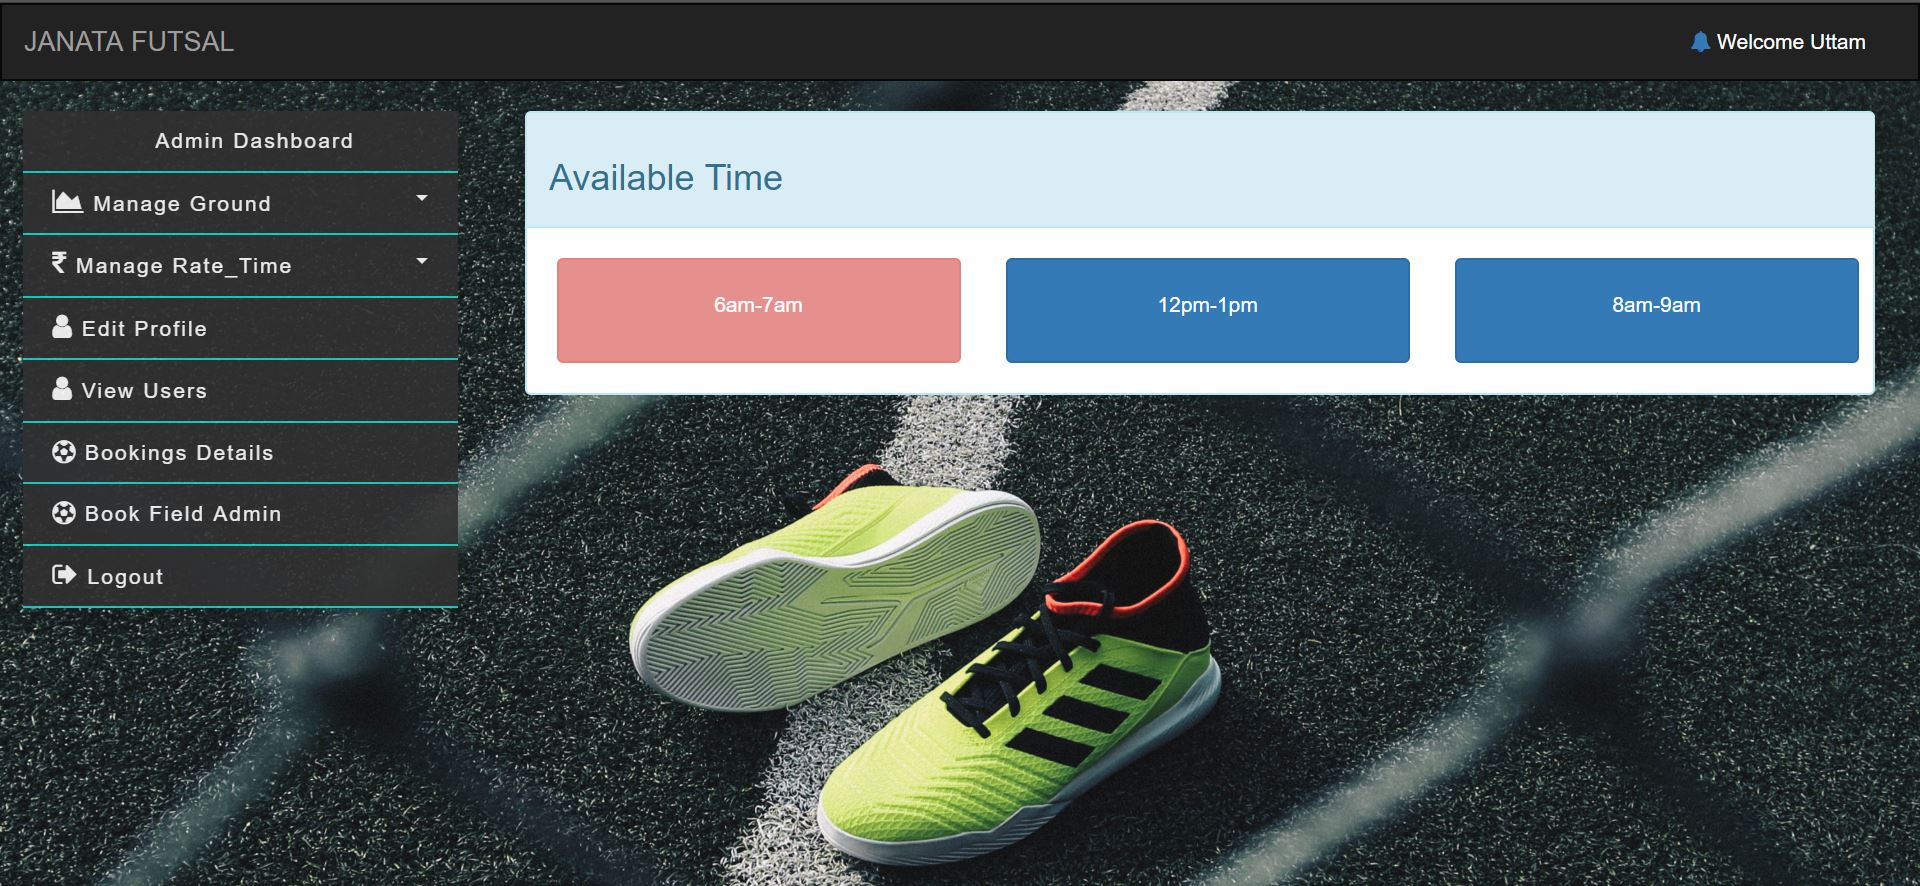 JANATA FUTSAL
Welcome Uttam
Admin Dashboard
Manage Ground
Manage Rate_Time
Edit Profile
View Users
Bookings Details
Book Field Admin
Logout
Available Time
6am-7am
12pm-1pm
8am-9am